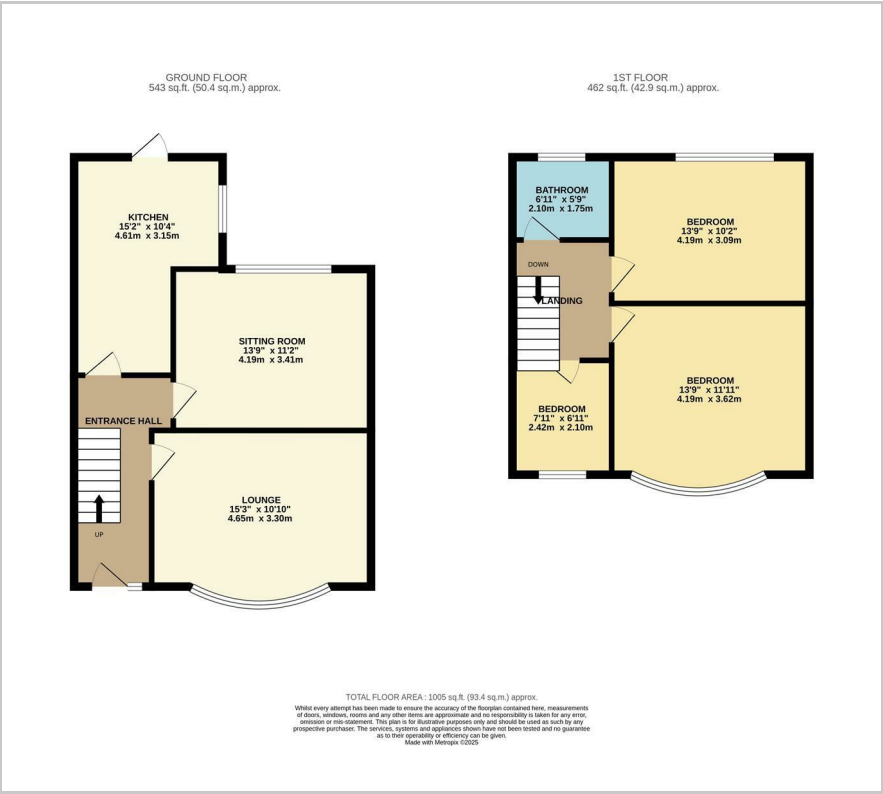 GROUND FLOOR
543 sq.ft. (50.4 sq.m.) approx.
KITCHEN
15'2" x 10'4"
4.61m x 3.15m
SITTING ROOM
13'9" x 11'2"
4.19m x 3.41m
ENTRANCE HALL
LOUNGE
15'3" x 10'10"
4.65m x 3.30m
UP
1ST FLOOR
462 sq.ft. (42.9 sq.m.) approx.
BATHROOM
6'11" x 5'9"
2.10m x 1.75m
BEDROOM
13'9" x 10'2"
4.19m x 3.09m
DOWN
LANDING
BEDROOM
13'9" x 11'11"
4.19m x 3.62m
BEDROOM
7'11" x 6'11"
2.42m x 2.10m
TOTAL FLOOR AREA : 1005 sq.ft. (93.4 sq.m.) approx.
Whilst every attempt has been made to ensure the accuracy of the floorplan contained here, measurements
of doors, windows, rooms and any other items are approximate and no responsibility is taken for any error,
omission or mis-statement. This plan is for illustrative purposes only and should be used as such by any
prospective purchaser. The services, systems and appliances shown have not been tested and no guarantee
as to their operability or efficiency can be given.
Made with Metropix ©2025